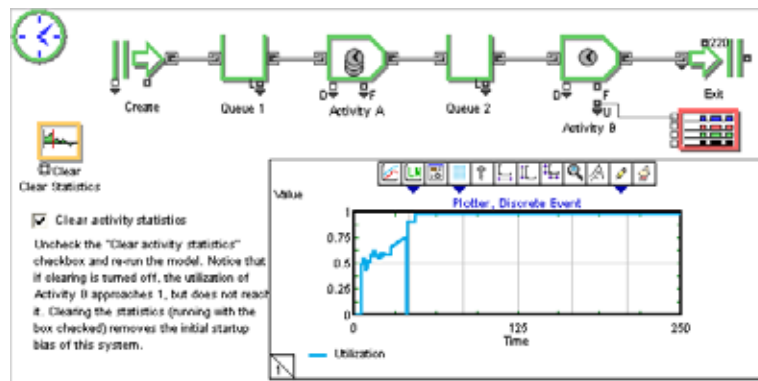 220
Create
Queue 1
Activity A
Queue 2
Activity B
Exit
L
D F
L
D F
U
Clear
Clear Statistics
Clear activity statistics
Uncheck the "Clear activity statistics"
checkbox and re-run the model. Notice that
if clearing is turned off, the utilization of
Activity B approaches 1, but does not reach
it. Clearing the statistics (running with the
box checked) removes the initial startup
bias of this system.
Value
Plotter, Discrete Event
1
0.75
0.5
0.25
0
0 125 250
Time
Utilization
1